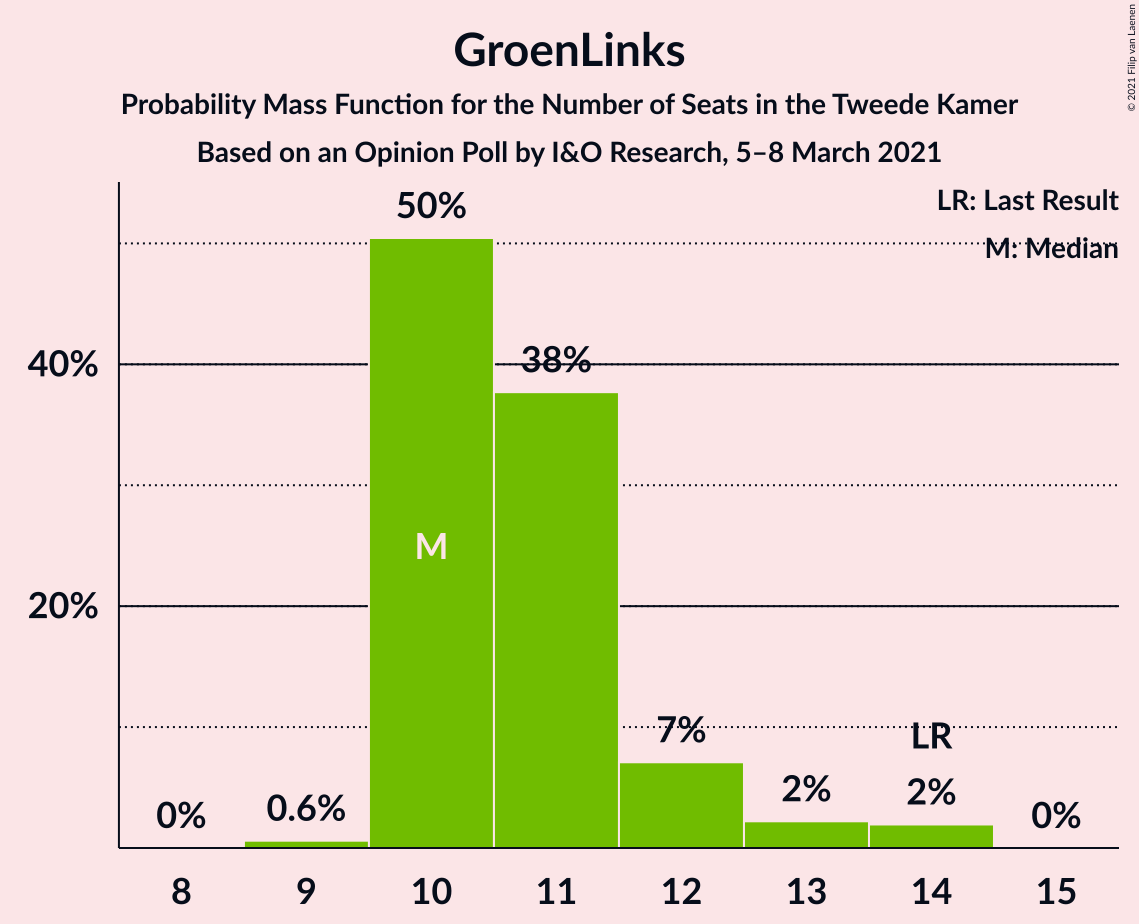 GroenLinks
Probability Mass Function for the Number of Seats in the Tweede Kamer
Based on an Opinion Poll by I&O Research, 5–8 March 2021
© 2021 Filip van Laenen
LR: Last Result
M: Median
50%
40%
38%
M
20%
7%
LR
0%
0.6%
2%
2%
0%
8 9 10 11 12 13 14 15